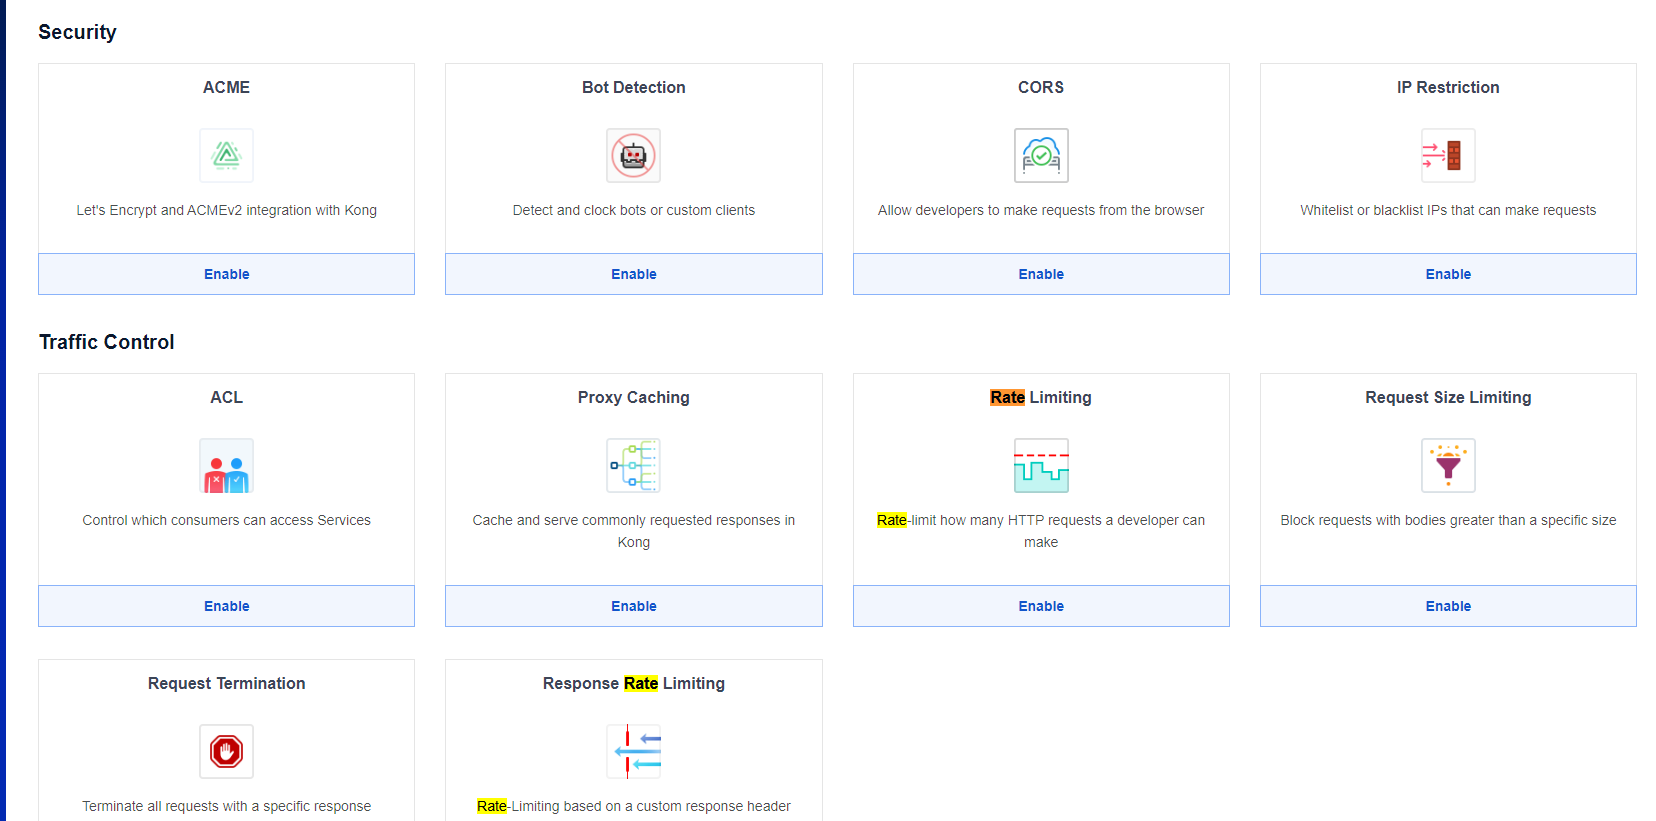 Security
ACME
Bot Detection
CORS
IP Restriction
Let's Encrypt and ACMEv2 integration with Kong
Detect and clock bots or custom clients
Allow developers to make requests from the browser
Whitelist or blacklist IPs that can make requests
Enable
Enable
Enable
Enable
Traffic Control
ACL
Proxy Caching
Rate Limiting
Request Size Limiting
Control which consumers can access Services
Cache and serve commonly requested responses in
Kong
Rate-limit how many HTTP requests a developer can
make
Block requests with bodies greater than a specific size
Enable
Enable
Enable
Enable
Request Termination
Response Rate Limiting
Terminate all requests with a specific response
Rate-Limiting based on a custom response header